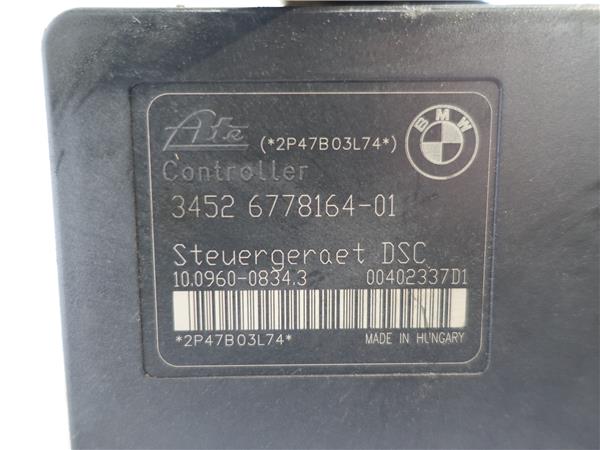 Ate (*2P47B03L74*) BMW
Controller
3452 6778164-01
Steuergeraet DSC
10.0960-0834.3 00402337D1
*2P47B03L74* MADE IN HUNGARY